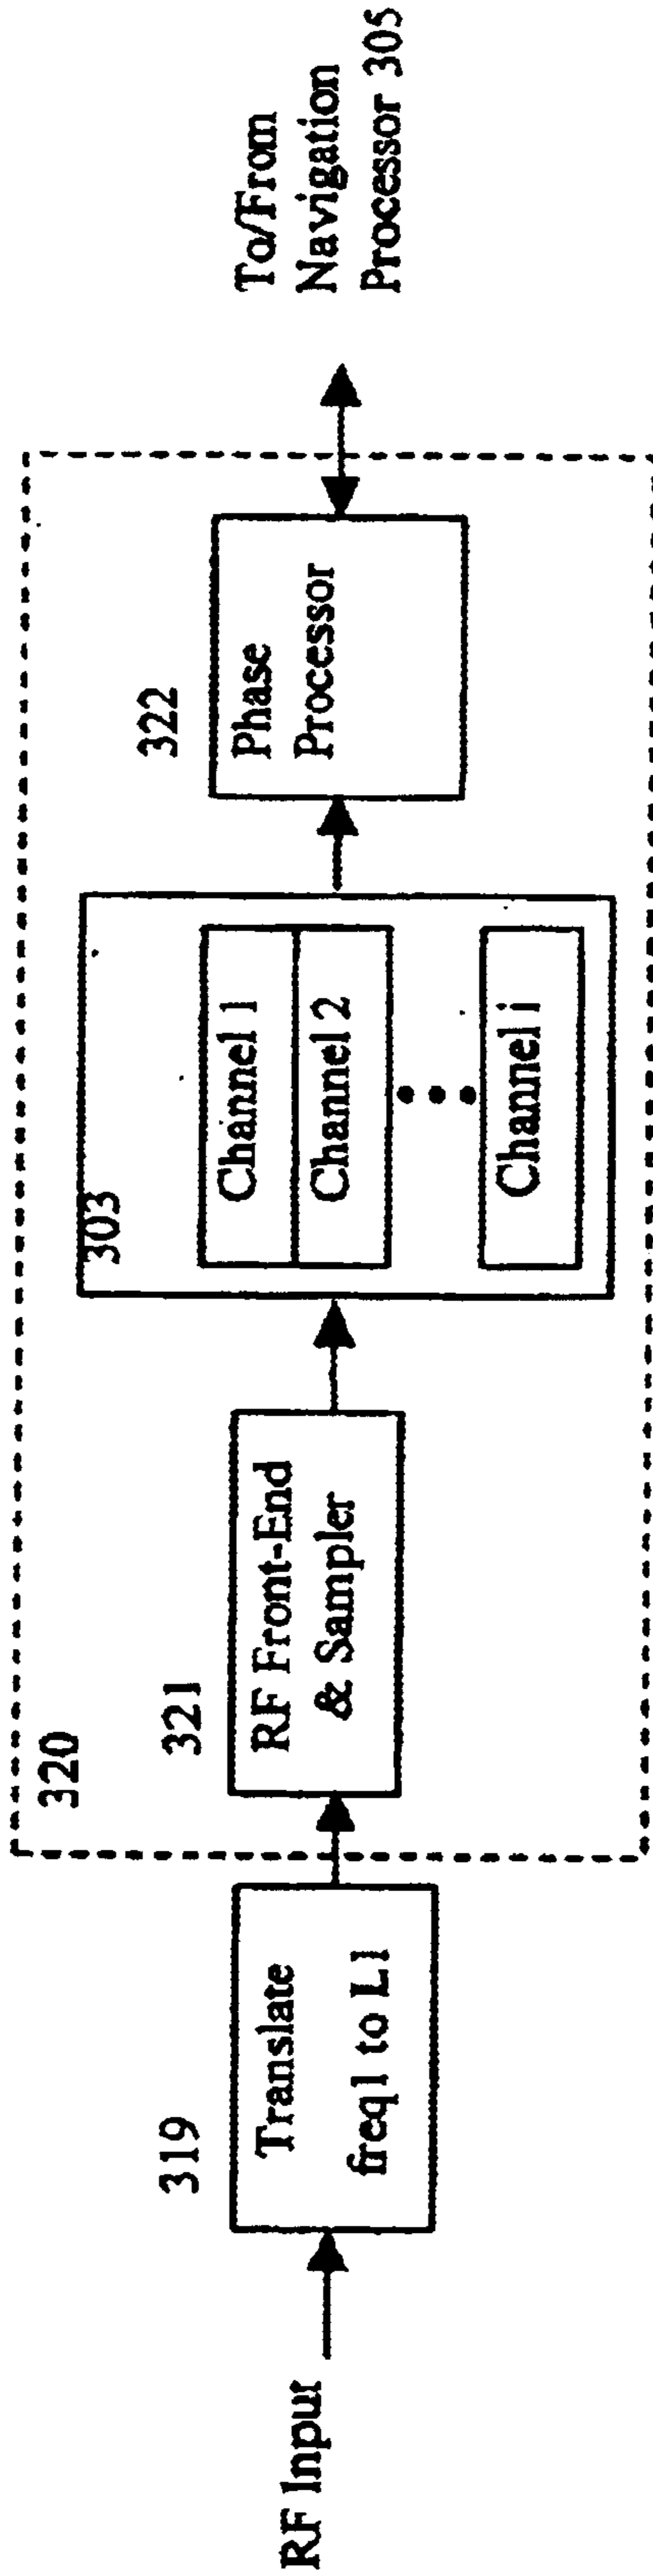 RF Input
319
Translate
freq1 to L1
320
321
RF Front-End
& Sampler
303
Channel 1
Channel 2
Channel i
322
Phase
Processor
To/From
Navigation
Processor 305